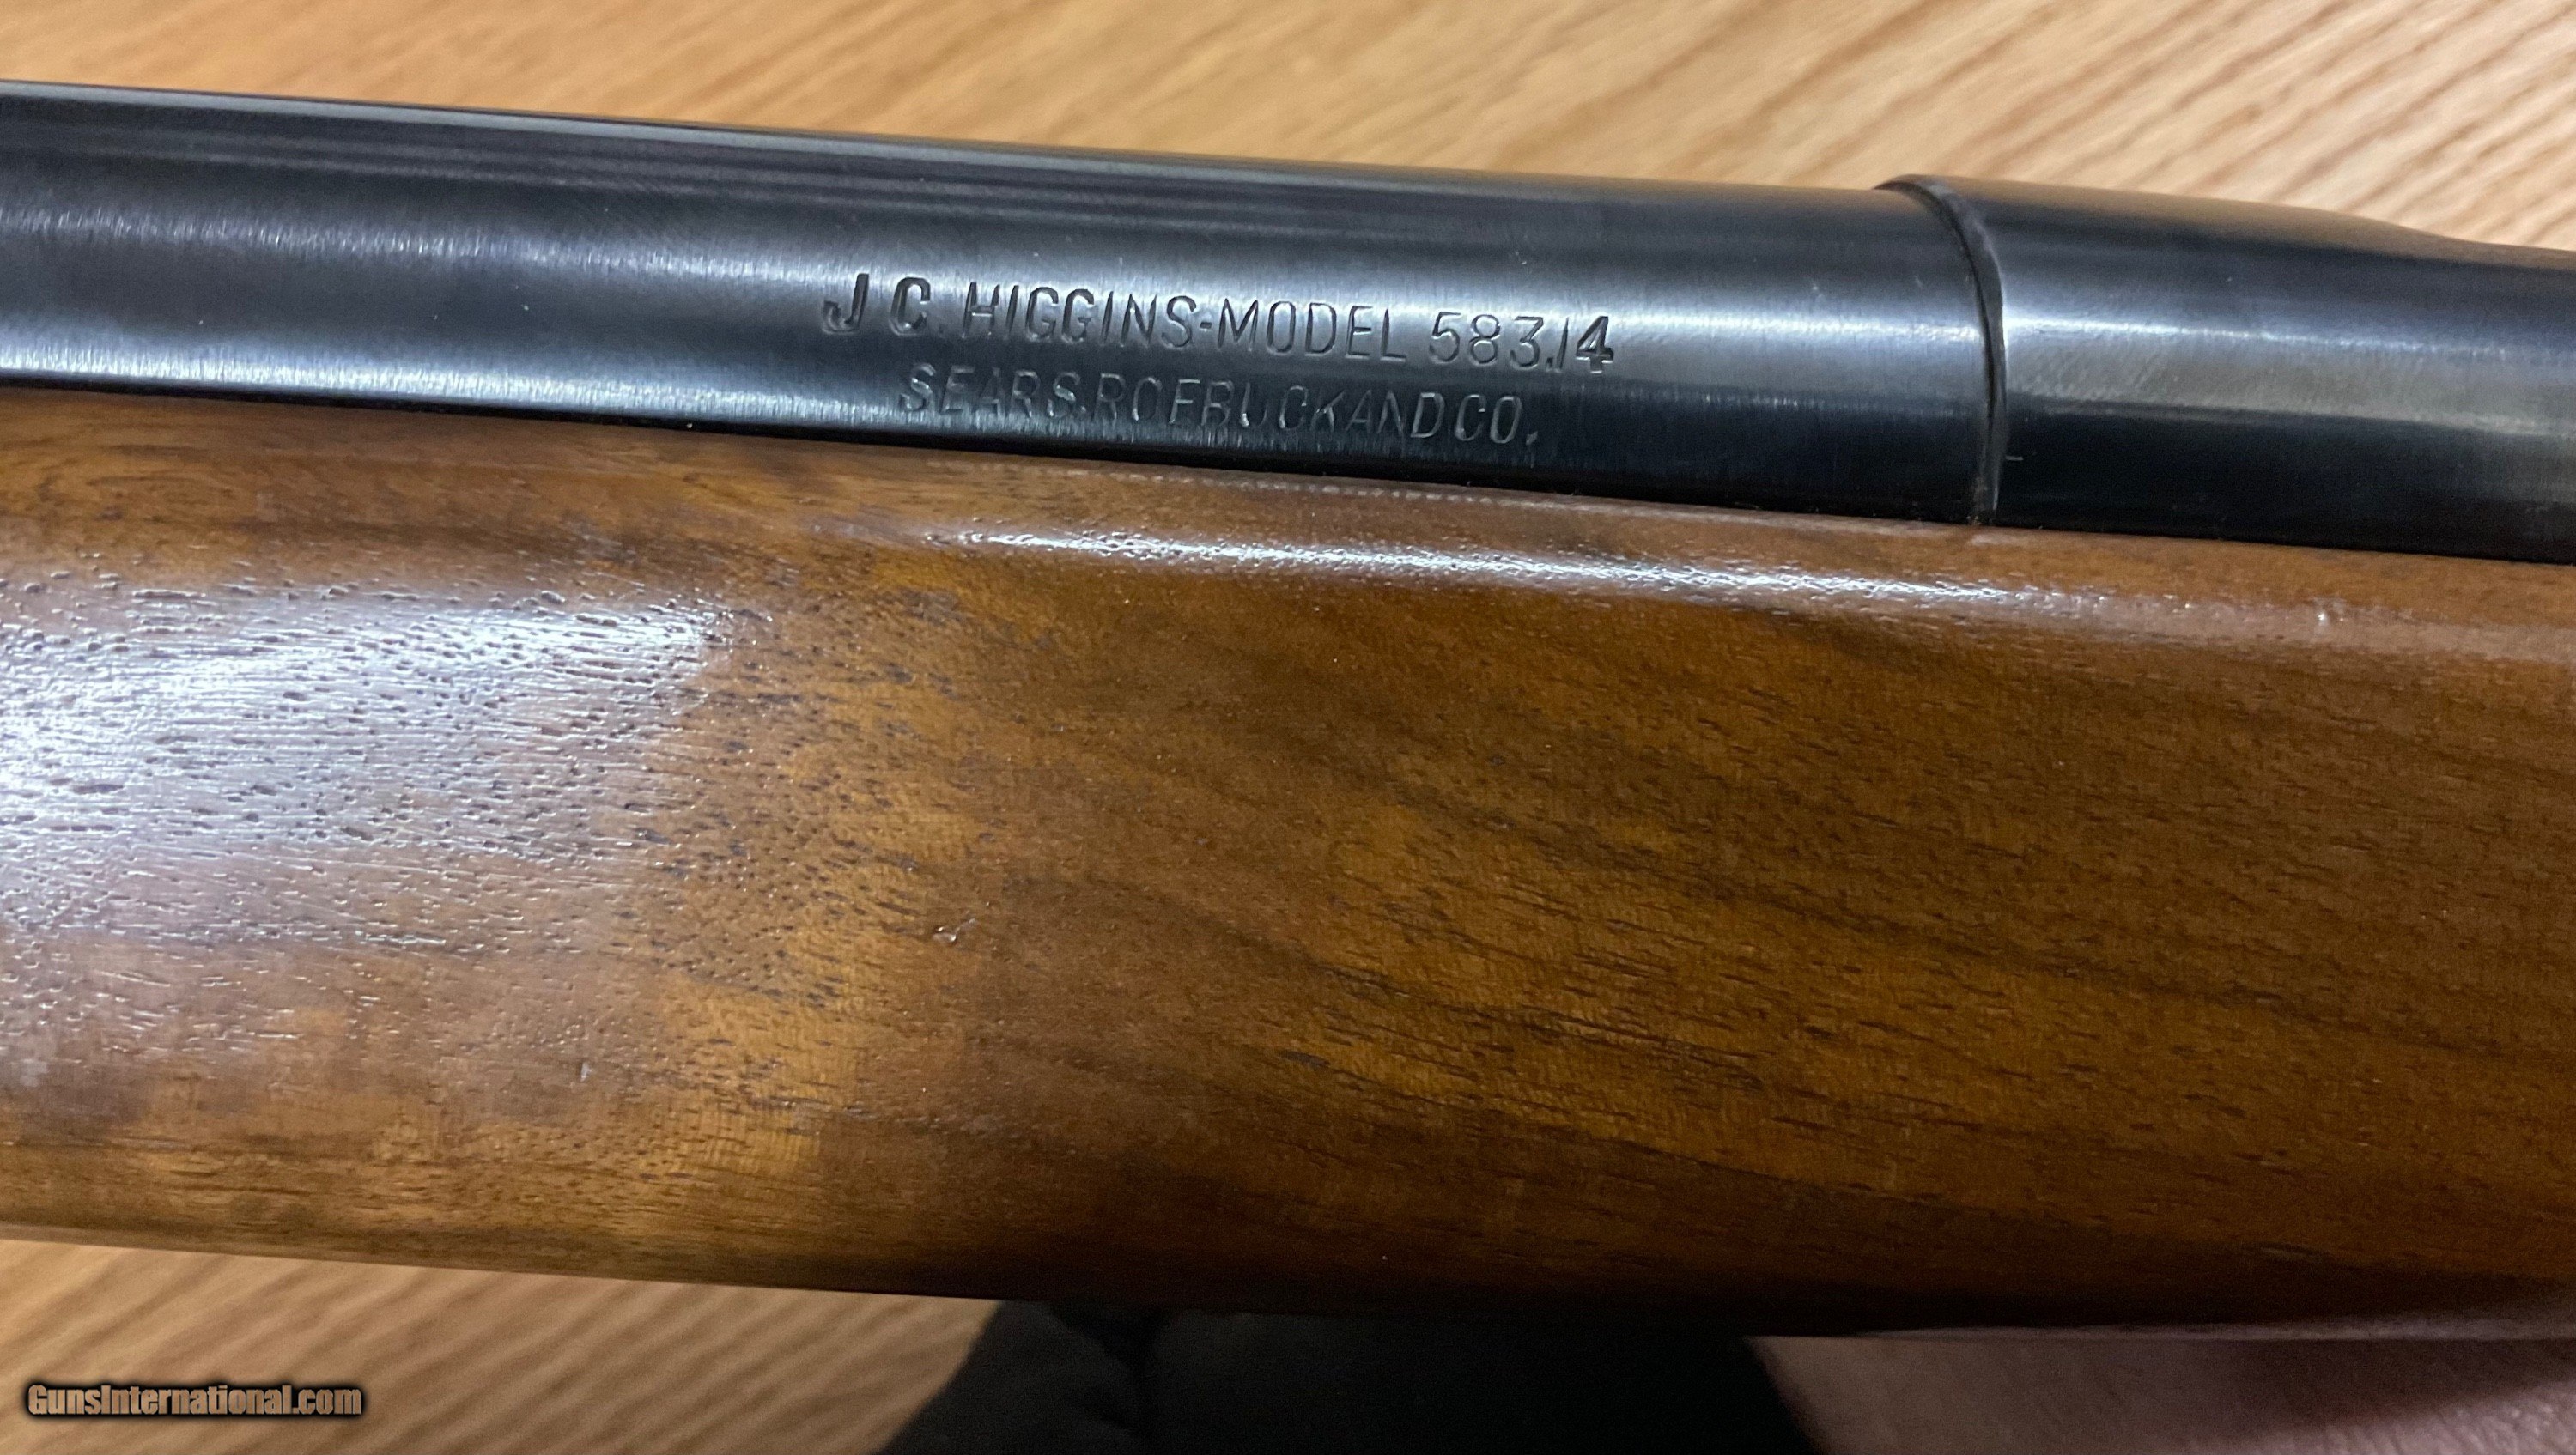 J C. HIGGINS-MODEL 583.14
SEARS.ROEBUCK AND CO.
GunsInternational.com